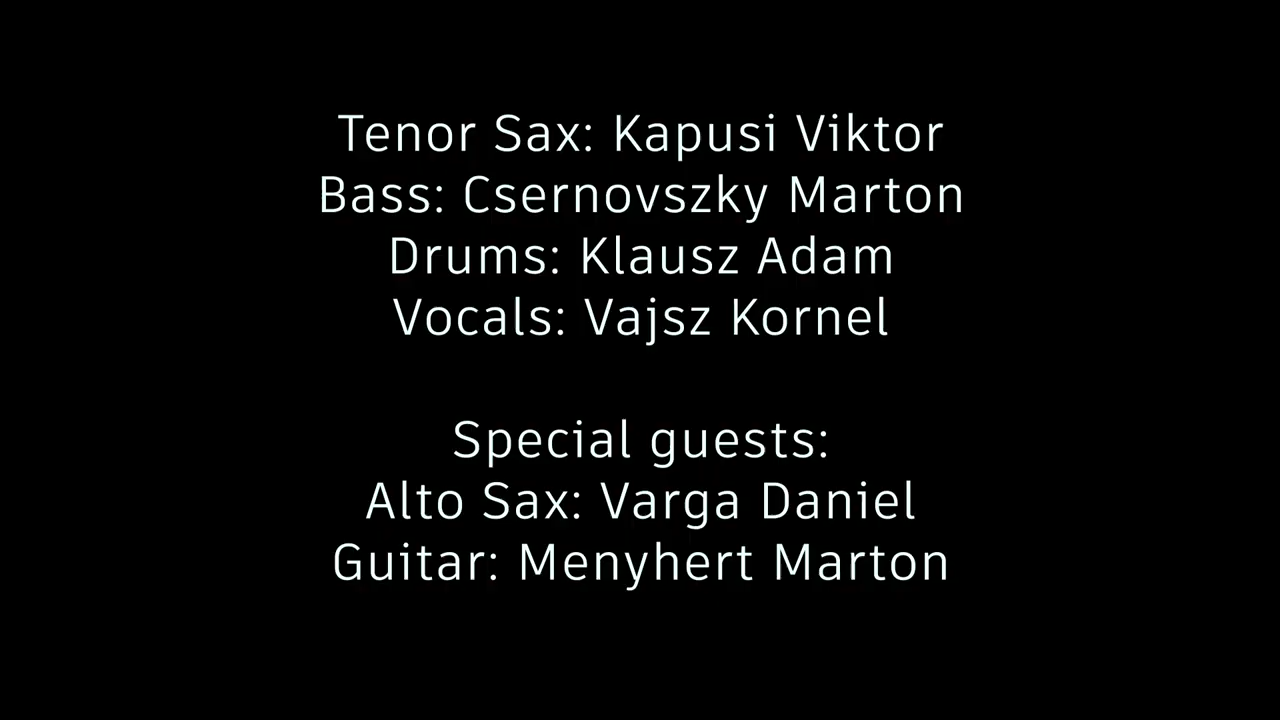 Tenor Sax: Kapusi Viktor
Bass: Csernovszky Marton
Drums: Klausz Adam
Vocals: Vajsz Kornel
Special guests:
Alto Sax: Varga Daniel
Guitar: Menyhert Marton